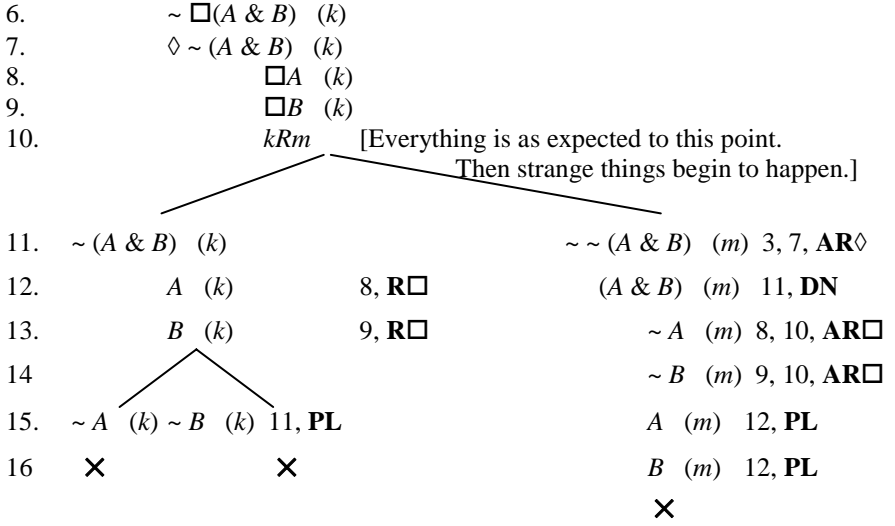 6. ~ □(A & B) (k)
7. ◊ ~ (A & B) (k)
8. □A (k)
9. □B (k)
10. kRm [Everything is as expected to this point.
Then strange things begin to happen.]
11. ~ (A & B) (k) ~ ~ (A & B) (m) 3, 7, AR◊
12. A (k) 8, R□ (A & B) (m) 11, DN
13. B (k) 9, R□ ~ A (m) 8, 10, AR□
14 ~ B (m) 9, 10, AR□
15. ~ A (k) ~ B (k) 11, PL A (m) 12, PL
16 ✕ ✕ B (m) 12, PL
✕